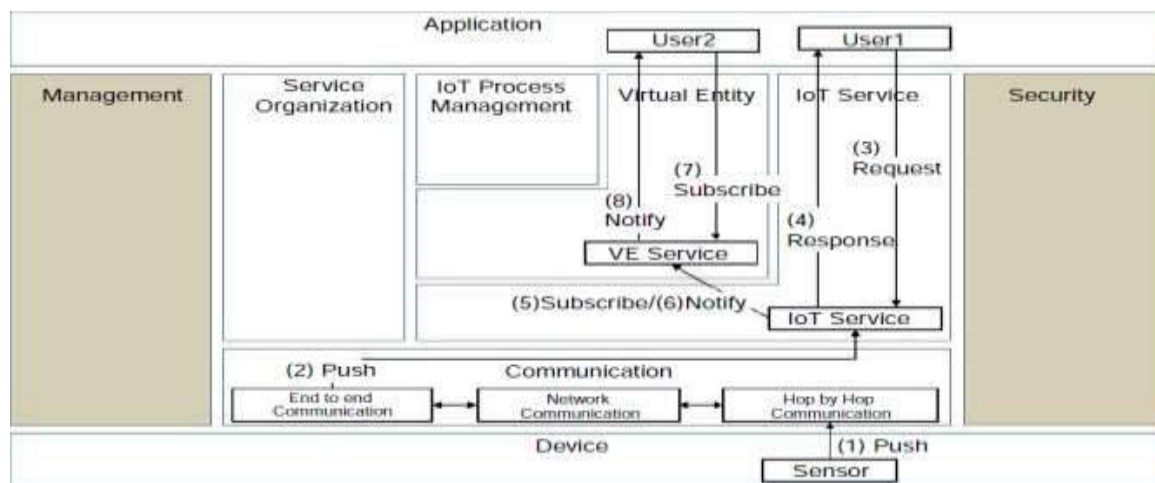 Application
User2
User1
Management
Service
Organization
IoT Process
Management
Virtual Entity
IoT Service
Security
(3)
Request
(7)
Subscribe
(8)
Notify
(4)
Response
VE Service
(5)Subscribe/(6)Notify
IoT Service
(2) Push
Communication
End to end
Communication
Network
Communication
Hop by Hop
Communication
Device
(1) Push
Sensor